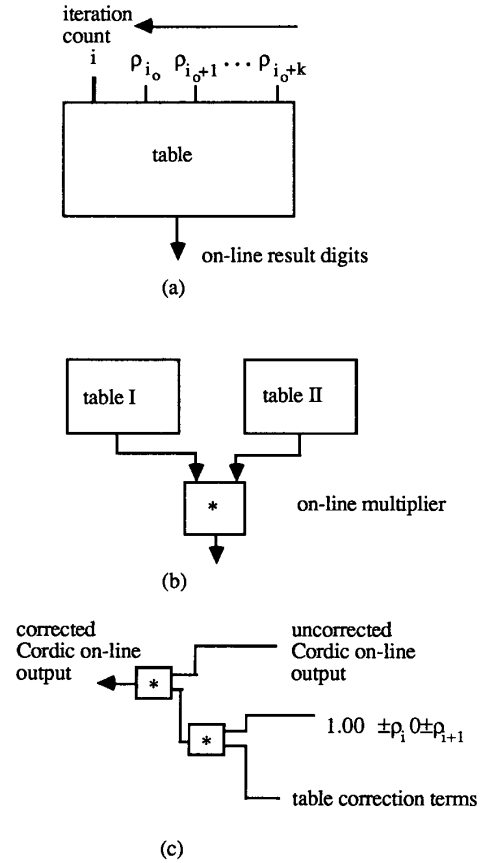 iteration
count
i ρ_{i_o} ρ_{i_o+1} ··· ρ_{i_o+k}
table
on-line result digits
(a)
table I table II
*
on-line multiplier
(b)
corrected
Cordic on-line
output
uncorrected
Cordic on-line
output
*
*
1.00 ±ρ_i 0±ρ_{i+1}
table correction terms
(c)